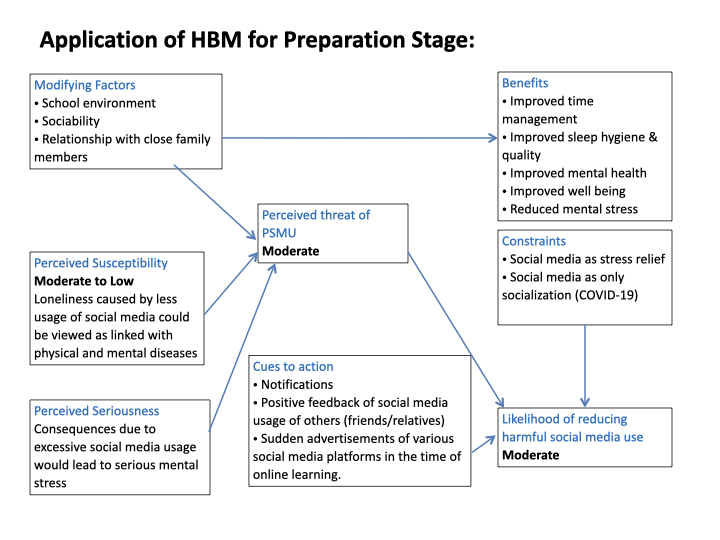 Application of HBM for Preparation Stage:
Modifying Factors
• School environment
• Sociability
• Relationship with close family
members
Benefits
• Improved time
management
• Improved sleep hygiene &
quality
• Improved mental health
• Improved well being
• Reduced mental stress
Perceived threat of
PSMU
Moderate
Constraints
• Social media as stress relief
• Social media as only
socialization (COVID-19)
Perceived Susceptibility
Moderate to Low
Loneliness caused by less
usage of social media could
be viewed as linked with
physical and mental diseases
Cues to action
• Notifications
• Positive feedback of social media
usage of others (friends/relatives)
• Sudden advertisements of various
social media platforms in the time of
online learning.
Perceived Seriousness
Consequences due to
excessive social media usage
would lead to serious mental
stress
Likelihood of reducing
harmful social media use
Moderate